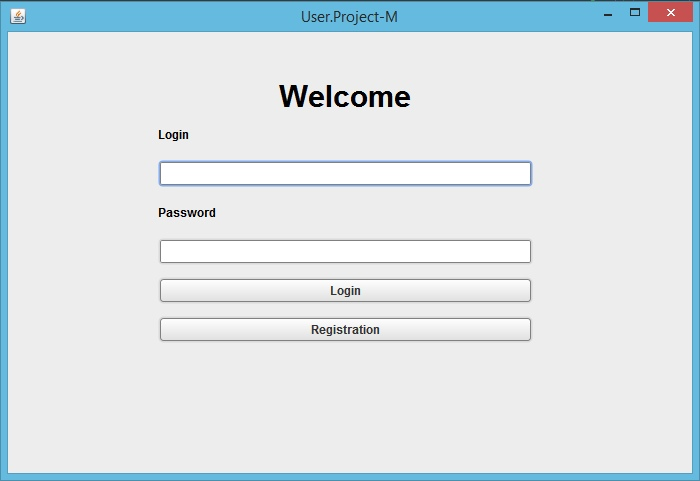 User.Project-M
Welcome
Login
Password
Login
Registration